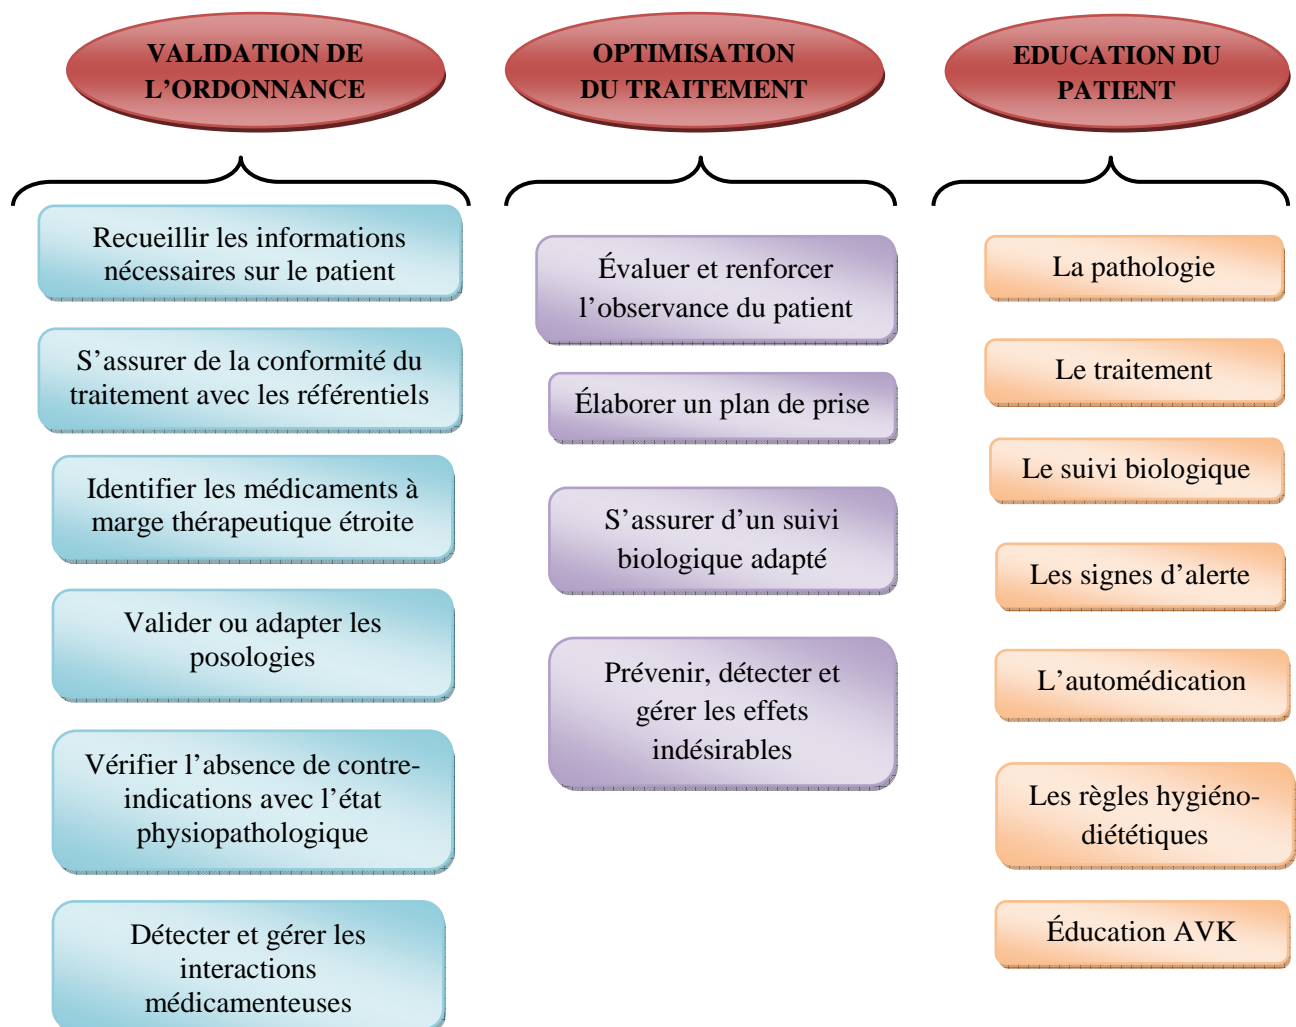 VALIDATION DE
L’ORDONNANCE
Recueillir les informations
nécessaires sur le patient
S’assurer de la conformité du
traitement avec les référentiels
Identifier les médicaments à
marge thérapeutique étroite
Valider ou adapter les
posologies
Vérifier l’absence de contre-
indications avec l’état
physiopathologique
Détecter et gérer les
interactions
médicamenteuses
OPTIMISATION
DU TRAITEMENT
Évaluer et renforcer
l’observance du patient
Élaborer un plan de prise
S’assurer d’un suivi
biologique adapté
Prévenir, détecter et
gérer les effets
indésirables
EDUCATION DU
PATIENT
La pathologie
Le traitement
Le suivi biologique
Les signes d’alerte
L’automédication
Les règles hygiéno-
diététiques
Éducation AVK